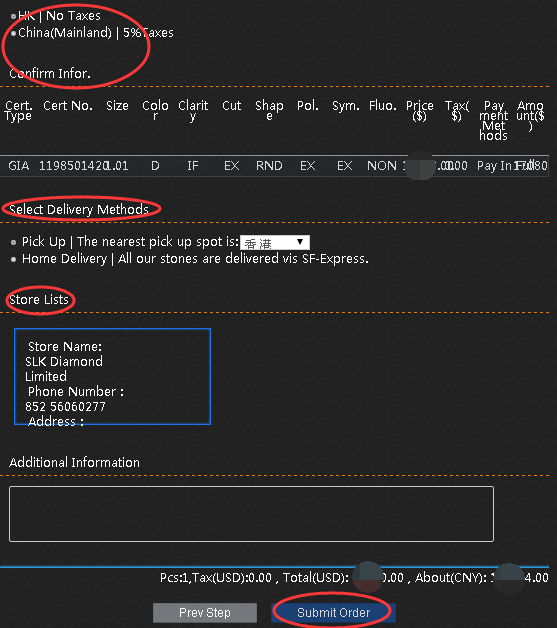 HK | No Taxes
China(Mainland) | 5%Taxes
Confirm Infor.
Cert. Type Cert No. Size Color Clarity Cut Shape Pol. Sym. Fluo. Price ($) Tax($) Payment Methods Amount($)
GIA 1198501420 1.01 D IF EX RND EX EX NON .00 0.00 Pay In Full
Select Delivery Methods
Pick Up | The nearest pick up spot is: 香港
Home Delivery | All our stones are delivered vis SF-Express.
Store Lists
Store Name:
SLK Diamond
Limited
Phone Number :
852 56060277
Address :
Additional Information
Pcs:1,Tax(USD):0.00 , Total(USD): 0.00 , About(CNY): 4.00
Prev Step Submit Order